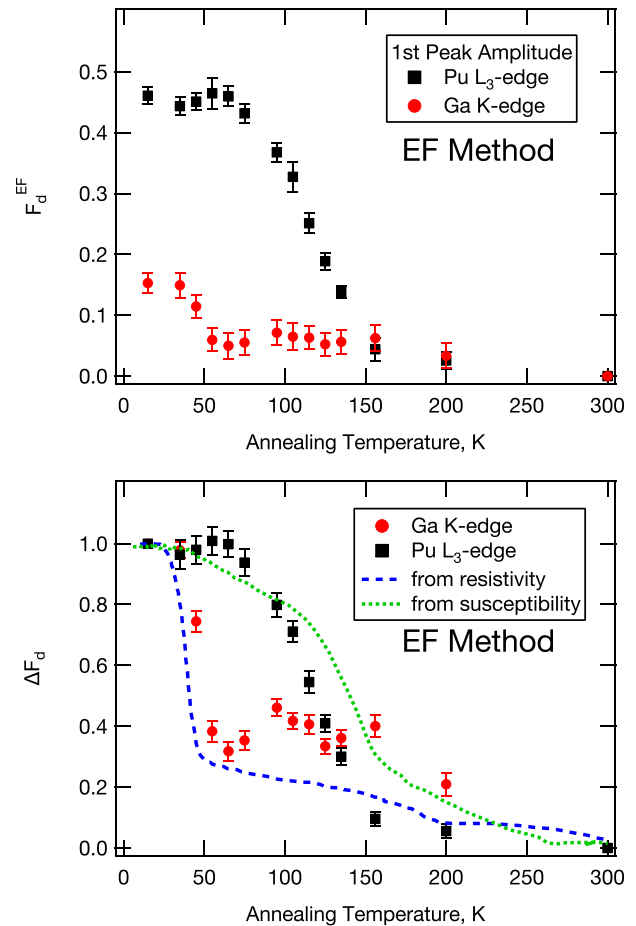 1st Peak Amplitude
Pu L3-edge
Ga K-edge
EF Method
FdEF
0.5
0.4
0.3
0.2
0.1
0.0
0 50 100 150 200 250 300
Annealing Temperature, K
Ga K-edge
Pu L3-edge
from resistivity
from susceptibility
EF Method
ΔFd
1.0
0.8
0.6
0.4
0.2
0.0
0 50 100 150 200 250 300
Annealing Temperature, K